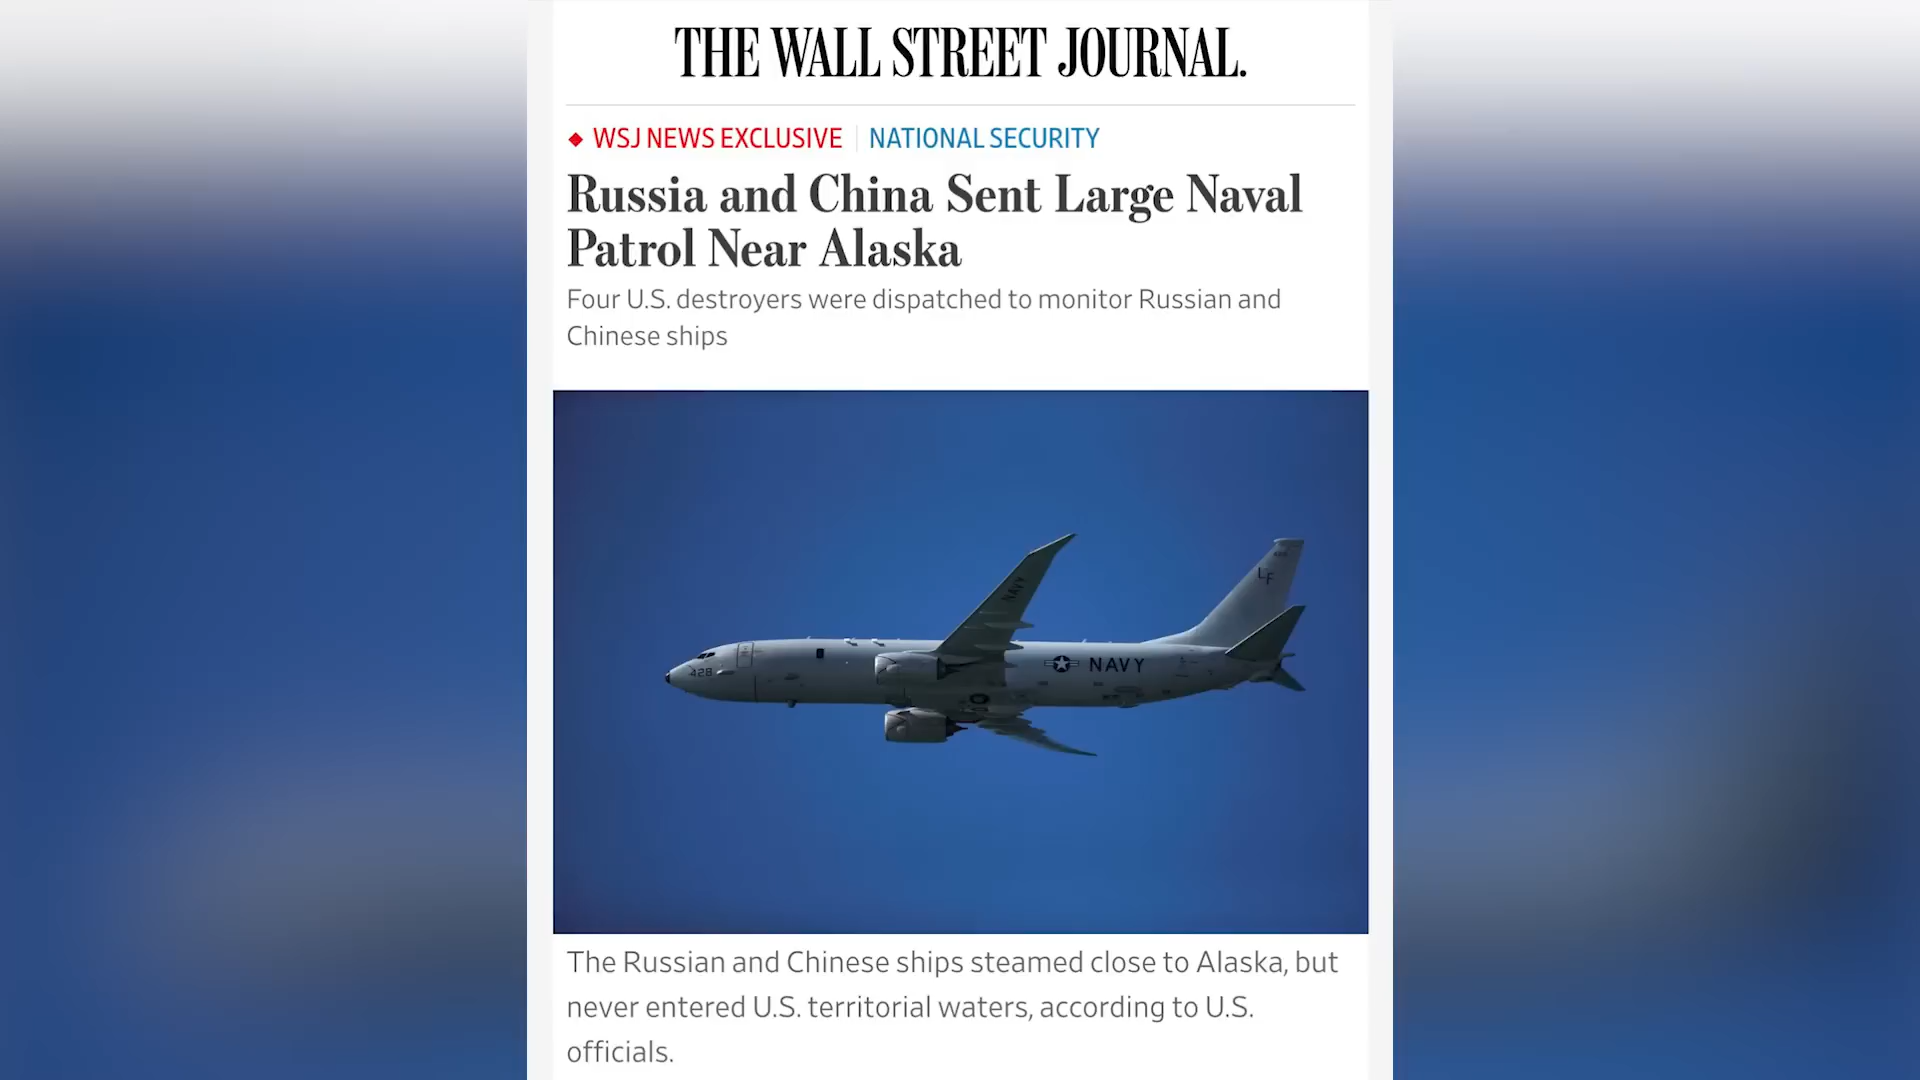 THE WALL STREET JOURNAL.
WSJ NEWS EXCLUSIVE NATIONAL SECURITY
Russia and China Sent Large Naval
Patrol Near Alaska
Four U.S. destroyers were dispatched to monitor Russian and
Chinese ships
LF
NAVY
NAVY
428
The Russian and Chinese ships steamed close to Alaska, but
never entered U.S. territorial waters, according to U.S.
officials.